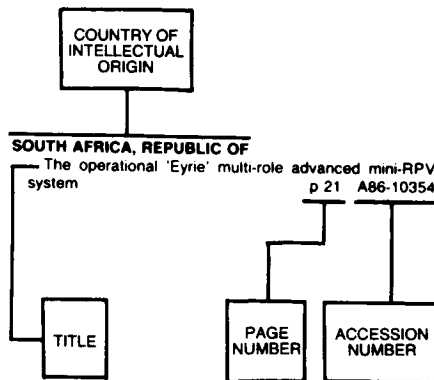 COUNTRY OF
INTELLECTUAL
ORIGIN
SOUTH AFRICA, REPUBLIC OF
The operational 'Eyrie' multi-role advanced mini-RPV
system p 21 A86-10354
TITLE
PAGE
NUMBER
ACCESSION
NUMBER